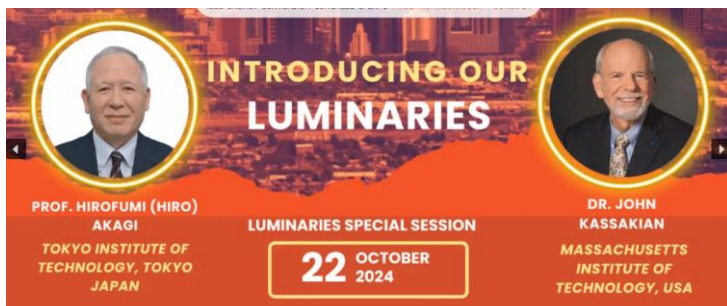 INTRODUCING OUR
LUMINARIES
PROF. HIROFUMI (HIRO)
AKAGI
TOKYO INSTITUTE OF
TECHNOLOGY, TOKYO
JAPAN
LUMINARIES SPECIAL SESSION
22 OCTOBER
2024
DR. JOHN
KASSAKIAN
MASSACHUSETTS
INSTITUTE OF
TECHNOLOGY, USA